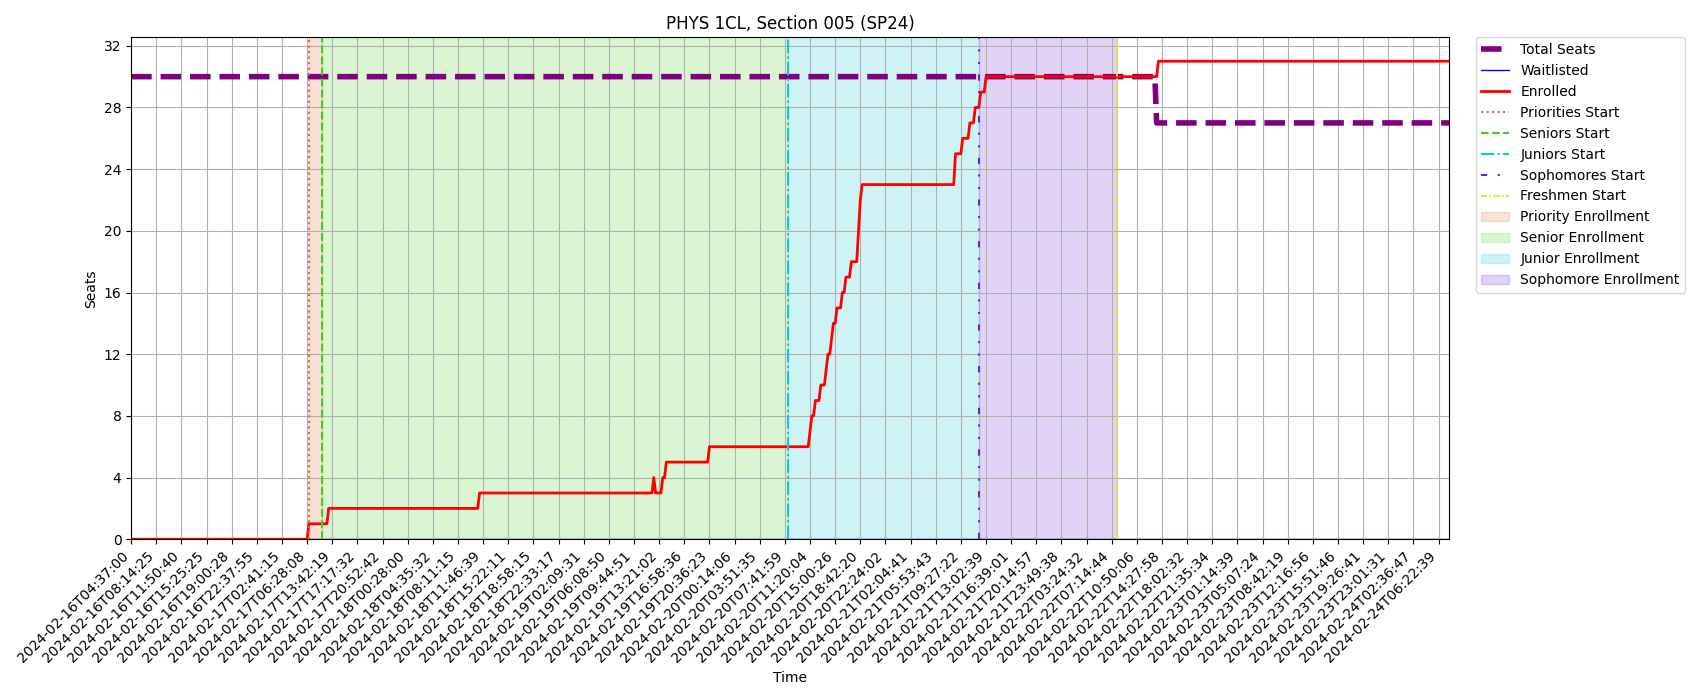 PHYS 1CL, Section 005 (SP24)
Seats
32
28
24
20
16
12
8
4
0
2024-02-16T04:37:00
2024-02-16T08:14:25
2024-02-16T11:50:40
2024-02-16T15:25:25
2024-02-16T19:00:28
2024-02-16T22:37:55
2024-02-17T02:41:15
2024-02-17T06:28:08
2024-02-17T13:42:19
2024-02-17T17:17:32
2024-02-17T20:52:42
2024-02-18T00:28:00
2024-02-18T04:35:32
2024-02-18T08:11:15
2024-02-18T11:46:39
2024-02-18T15:22:11
2024-02-18T18:58:15
2024-02-18T22:33:17
2024-02-19T02:09:31
2024-02-19T06:08:50
2024-02-19T09:44:51
2024-02-19T13:21:02
2024-02-19T16:58:36
2024-02-19T20:36:23
2024-02-20T00:14:06
2024-02-20T03:51:35
2024-02-20T07:41:59
2024-02-20T11:20:04
2024-02-20T15:00:26
2024-02-20T18:42:20
2024-02-20T22:24:02
2024-02-21T02:04:41
2024-02-21T05:53:43
2024-02-21T09:27:22
2024-02-21T13:02:39
2024-02-21T16:39:01
2024-02-21T20:14:57
2024-02-21T23:49:38
2024-02-22T03:24:32
2024-02-22T07:14:44
2024-02-22T10:50:06
2024-02-22T14:27:58
2024-02-22T18:02:32
2024-02-22T21:35:34
2024-02-23T01:14:39
2024-02-23T05:07:24
2024-02-23T08:42:19
2024-02-23T12:16:56
2024-02-23T15:51:46
2024-02-23T19:26:41
2024-02-23T23:01:31
2024-02-24T02:36:47
2024-02-24T06:22:39
Time
Total Seats
Waitlisted
Enrolled
Priorities Start
Seniors Start
Juniors Start
Sophomores Start
Freshmen Start
Priority Enrollment
Senior Enrollment
Junior Enrollment
Sophomore Enrollment